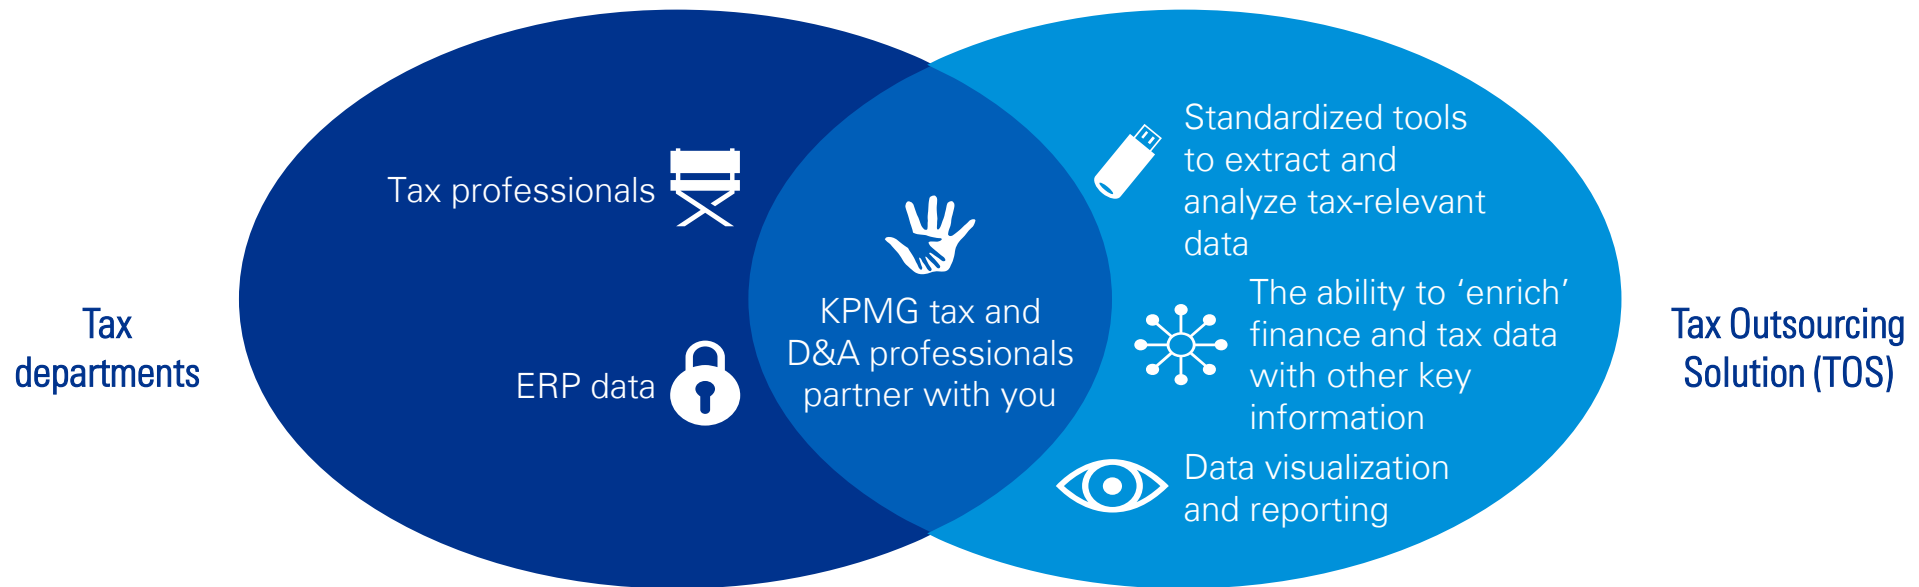 Tax
departments
Tax professionals
ERP data
KPMG tax and
D&A professionals
partner with you
Standardized tools
to extract and
analyze tax-relevant
data
The ability to ‘enrich’
finance and tax data
with other key
information
Data visualization
and reporting
Tax Outsourcing
Solution (TOS)